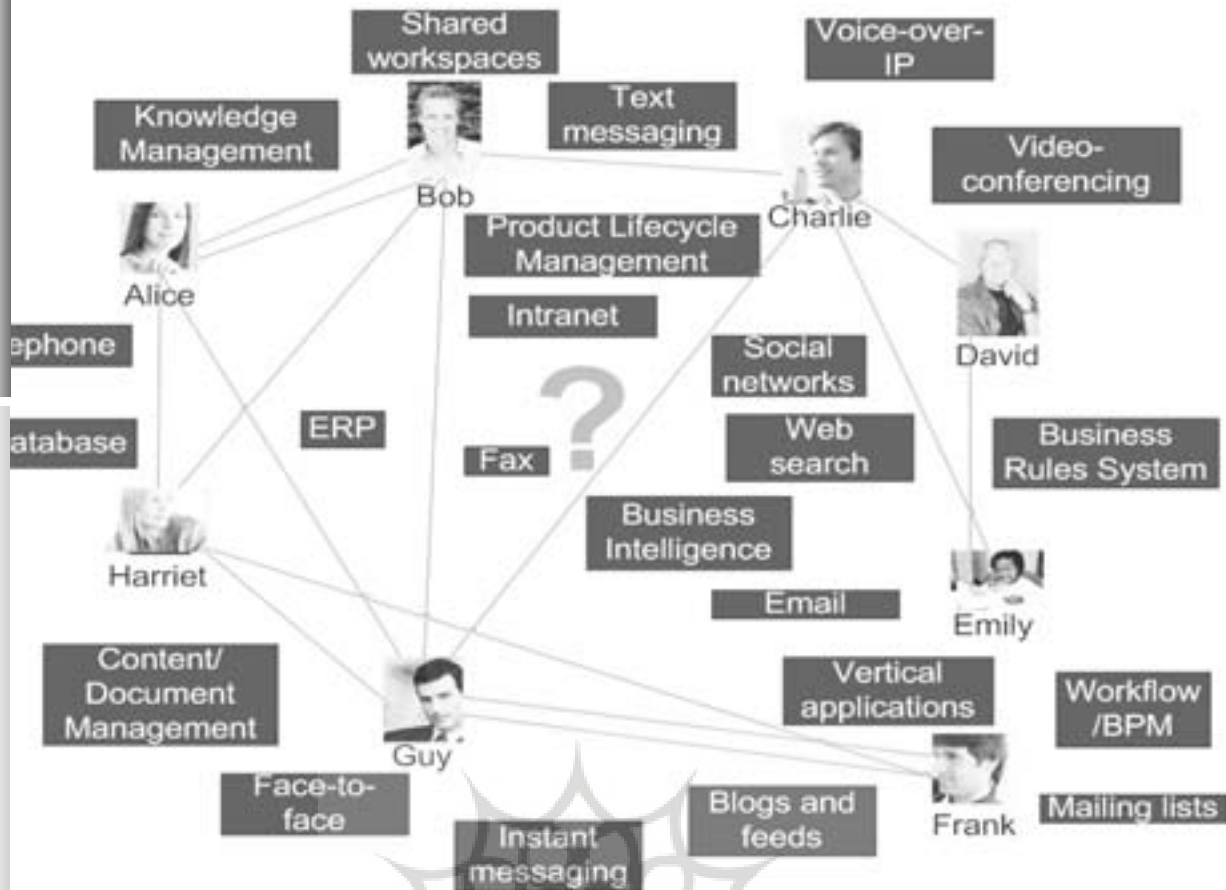 Shared
workspaces
Voice-over-
IP
Knowledge
Management
Text
messaging
Video-
conferencing
Bob
Charlie
Product Lifecycle
Management
Alice
Intranet
ephone
Social
networks
David
atabase
ERP
Fax
?
Web
search
Business
Rules System
Business
Intelligence
Harriet
Email
Emily
Content/
Document
Management
Vertical
applications
Workflow
/BPM
Guy
Face-to-
face
Blogs and
feeds
Frank
Mailing lists
Instant
messaging